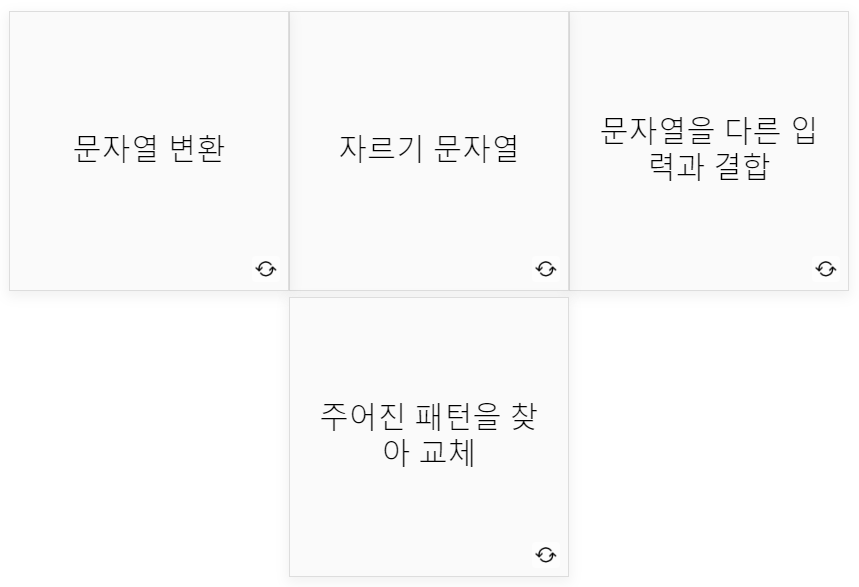 문자열 변환
자르기 문자열
문자열을 다른 입
력과 결합
주어진 패턴을 찾
아 교체